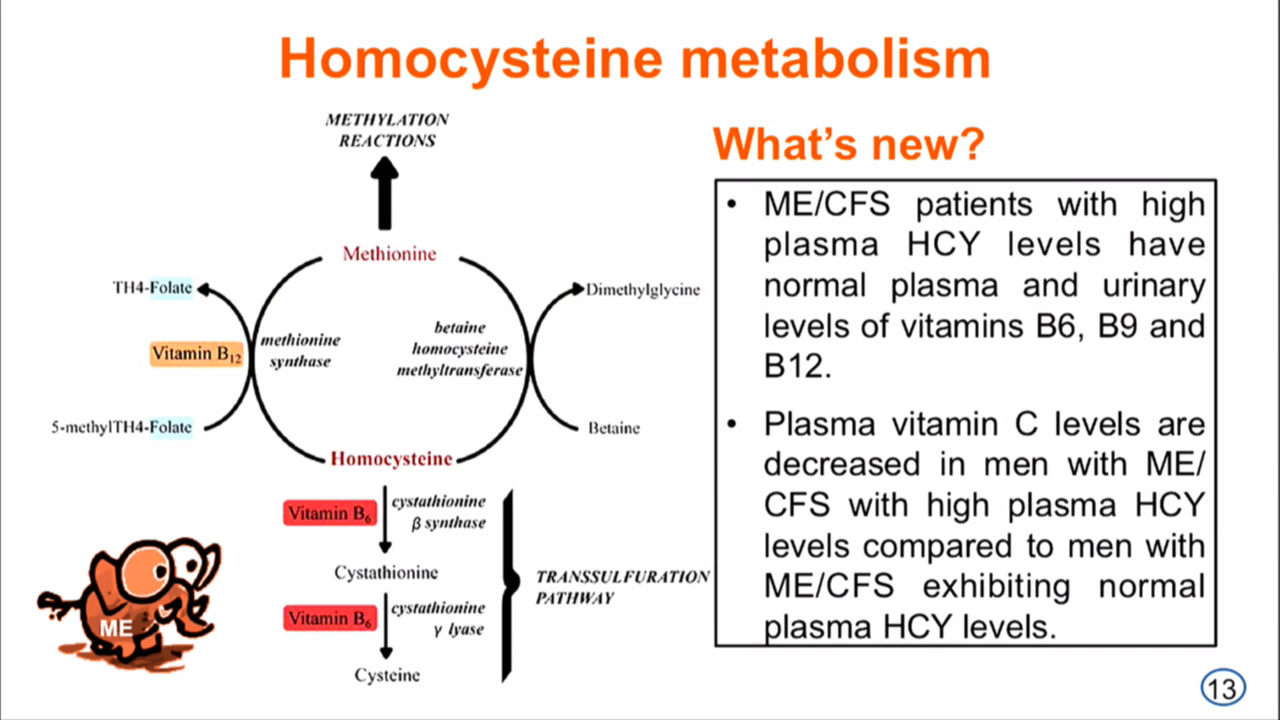 Homocysteine metabolism
METHYLATION
REACTIONS
Methionine
TH4-Folate
Dimethylglycine
methionine
synthase
betaine
homocysteine
methyltransferase
Vitamin B12
5-methylTH4-Folate
Betaine
Homocysteine
Vitamin B6
cystathionine
β synthase
Cystathionine
Vitamin B6
cystathionine
γ lyase
Cysteine
TRANSSULFURATION
PATHWAY
ME
What's new?
• ME/CFS patients with high
plasma HCY levels have
normal plasma and urinary
levels of vitamins B6, B9 and
B12.
• Plasma vitamin C levels are
decreased in men with ME/
CFS with high plasma HCY
levels compared to men with
ME/CFS exhibiting normal
plasma HCY levels.
13